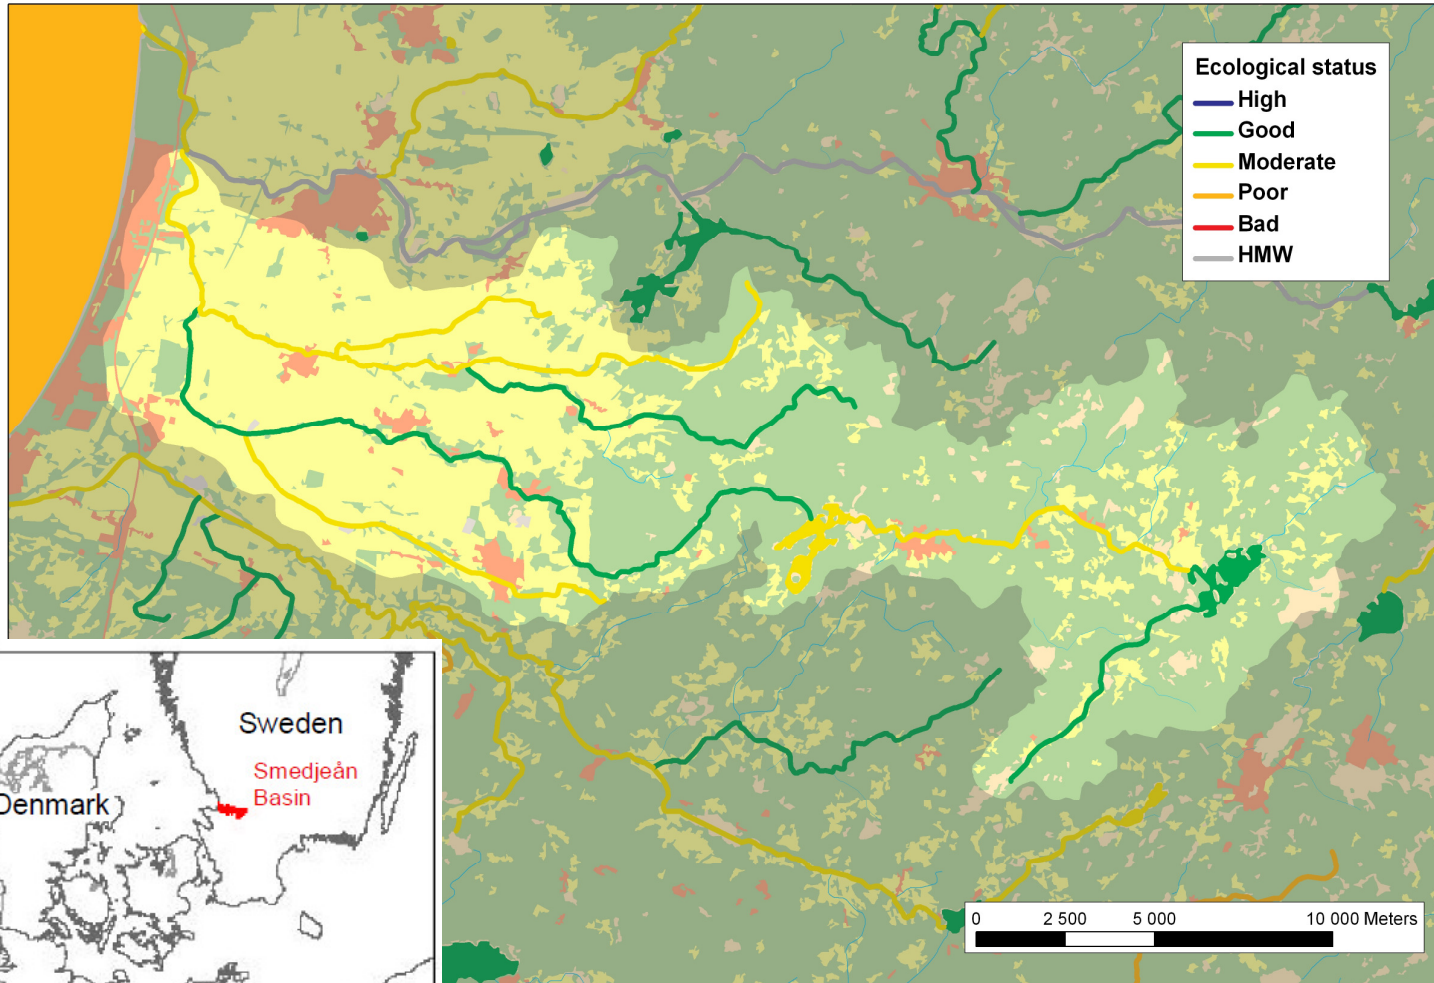 Ecological status
High
Good
Moderate
Poor
Bad
HMW
Sweden
Smedjeån
Basin
Denmark
0 2 500 5 000 10 000 Meters